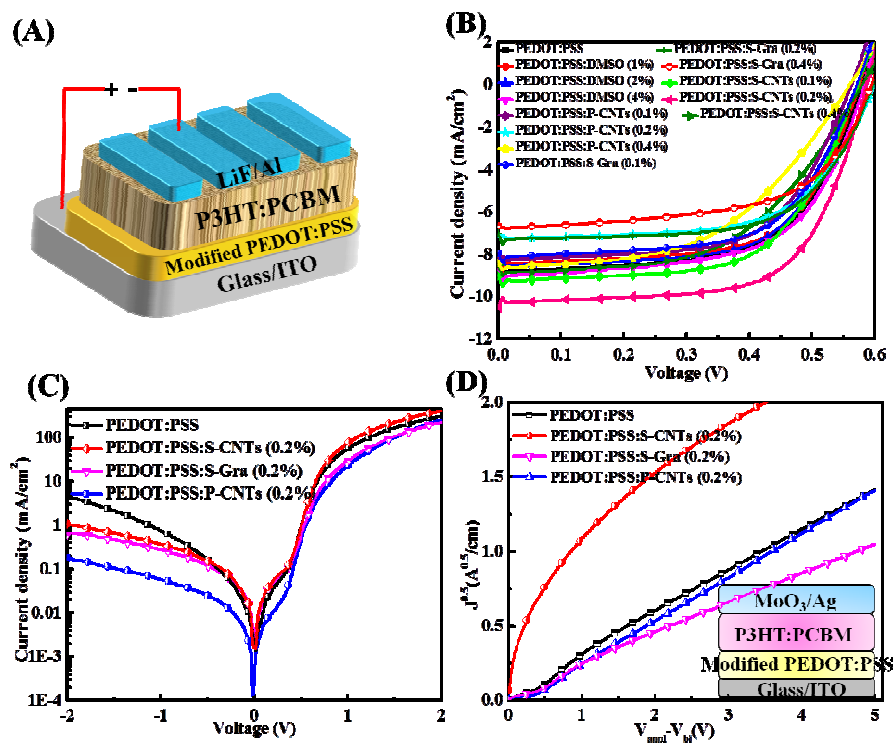 (A)
+ -
LiF/Al
P3HT:PCBM
Modified PEDOT:PSS
Glass/ITO
(B)
PEDOT:PSS
PEDOT:PSS:DMSO (1%)
PEDOT:PSS:DMSO (2%)
PEDOT:PSS:DMSO (4%)
PEDOT:PSS:P-CNTs (0.1%)
PEDOT:PSS:P-CNTs (0.2%)
PEDOT:PSS:P-CNTs (0.4%)
PEDOT:PSS:S Gra (0.1%)
PEDOT:PSS:S-Gra (0.2%)
PEDOT:PSS:S-Gra (0.4%)
PEDOT:PSS:S-CNTs (0.1%)
PEDOT:PSS:S-CNTs (0.2%)
PEDOT:PSS:S-CNTs (0.4%)
Current density (mA/cm²)
2
0
-2
-4
-6
-8
-10
-12
0.0 0.1 0.2 0.3 0.4 0.5 0.6
Voltage (V)
(C)
PEDOT:PSS
PEDOT:PSS:S-CNTs (0.2%)
PEDOT:PSS:S-Gra (0.2%)
PEDOT:PSS:P-CNTs (0.2%)
Current density (mA/cm²)
100
10
1
0.1
0.01
1E-3
1E-4
-2 -1 0 1 2
Voltage (V)
(D)
PEDOT:PSS
PEDOT:PSS:S-CNTs (0.2%)
PEDOT:PSS:S-Gra (0.2%)
PEDOT:PSS:P-CNTs (0.2%)
J^0.5 (A^0.5/cm)
2.0
1.5
1.0
0.5
0.0
0 1 2 3 4 5
V_appl-V_bi(V)
MoO₃/Ag
P3HT:PCBM
Modified PEDOT:PSS
Glass/ITO